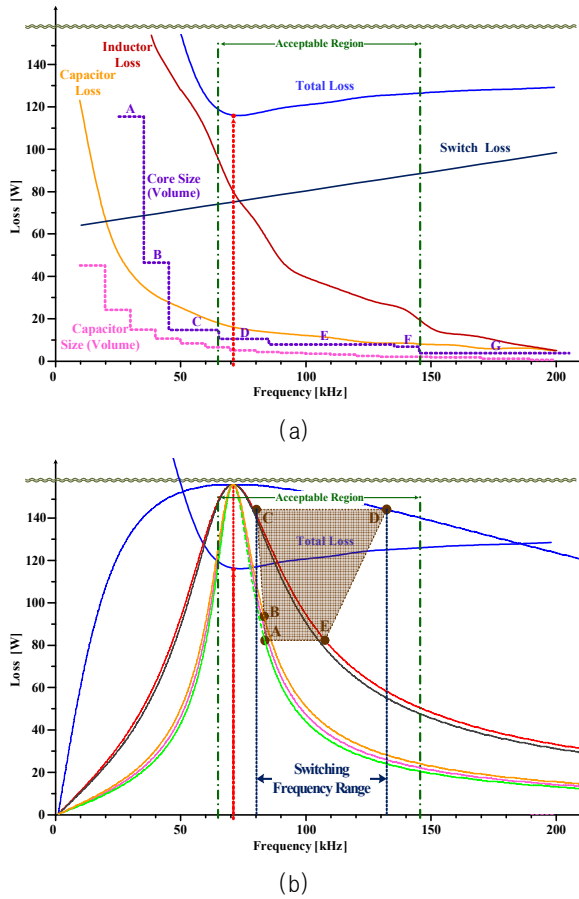 Acceptable Region
Inductor
Loss
Capacitor
Loss
Total Loss
Switch Loss
A
Core Size
(Volume)
B
C
D
E
F
G
Capacitor
Size (Volume)
Loss [W]
140
120
100
80
60
40
20
0
0
50
100
150
200
Frequency [kHz]
(a)
Acceptable Region
C
D
Total Loss
B
A
E
Switching
Frequency Range
Loss [W]
140
120
100
80
60
40
20
0
0
50
100
150
200
Frequency [kHz]
(b)